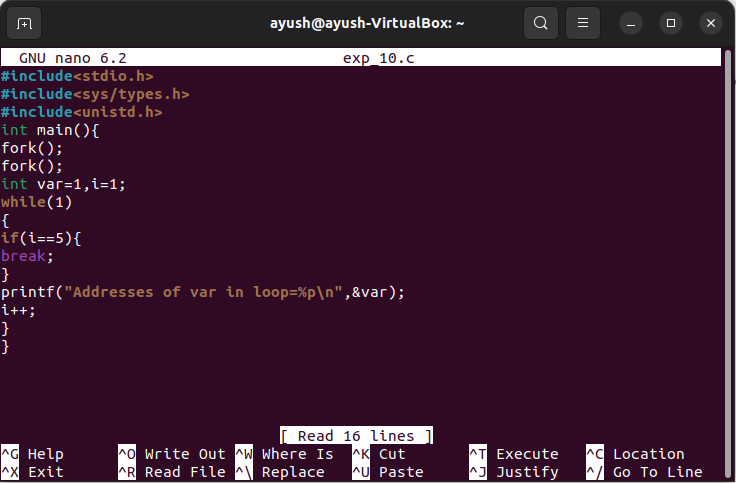 ayush@ayush-VirtualBox: ~
GNU nano 6.2 exp_10.c
#include<stdio.h>
#include<sys/types.h>
#include<unistd.h>
int main(){
fork();
fork();
int var=1,i=1;
while(1)
{
if(i==5){
break;
}
printf("Addresses of var in loop=%p\n",&var);
i++;
}
}
[ Read 16 lines ]
^G Help ^O Write Out ^W Where Is ^K Cut ^T Execute ^C Location
^X Exit ^R Read File ^\ Replace ^U Paste ^J Justify ^/ Go To Line